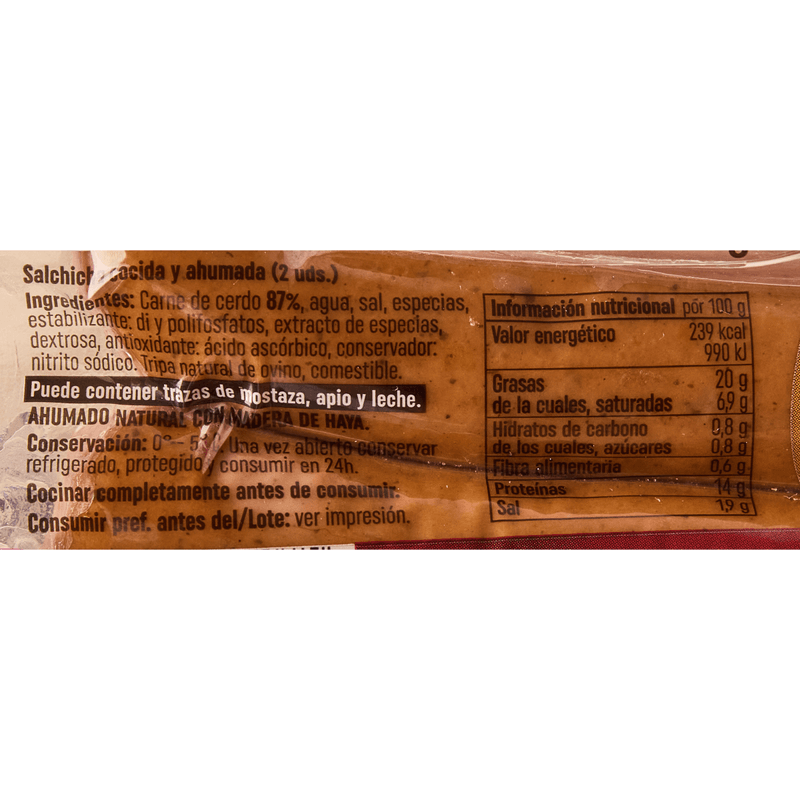 Salchicha cocida y ahumada (2 uds.)
Ingredientes: Carne de cerdo 87%, agua, sal, especias,
estabilizante: di y polifosfatos, extracto de especias,
dextrosa, antioxidante: ácido ascórbico, conservador:
nitrito sódico. Tripa natural de ovino, comestible.
Puede contener trazas de mostaza, apio y leche.
AHUMADO NATURAL CON MADERA DE HAYA.
Conservación: 0°- 5 Una vez abierto conservar
refrigerado, protegido consumir en 24h.
Cocinar completamente antes de consumir.
Consumir pref. antes del/Lote: ver impresión.
Información nutricional por 100 g
Valor energético 239 kcal
990 kJ
Grasas 20 g
de la cuales, saturadas 6,9 g
Hidratos de carbono 0,8 g
de los cuales, azúcares 0,8 g
Fibra alimentaria 0,6 g
Proteínas 14 g
Sal 1,9 g